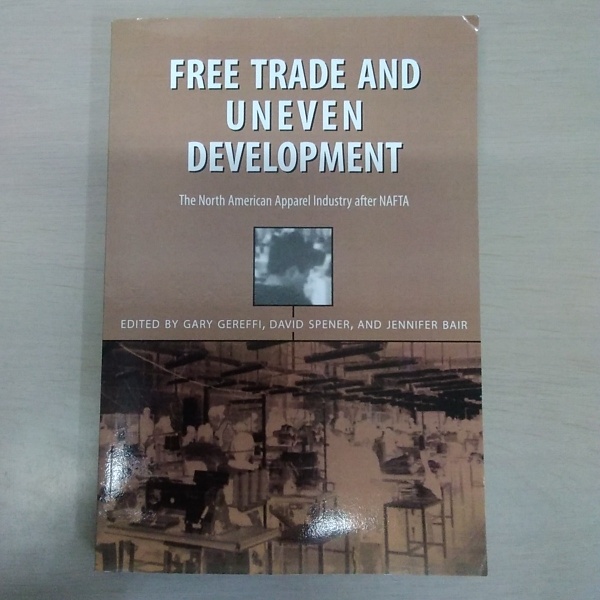 FREE TRADE AND
UNEVEN
DEVELOPMENT
The North American Apparel Industry after NAFTA
EDITED BY GARY GEREFFI, DAVID SPENER, AND JENNIFER BAIR